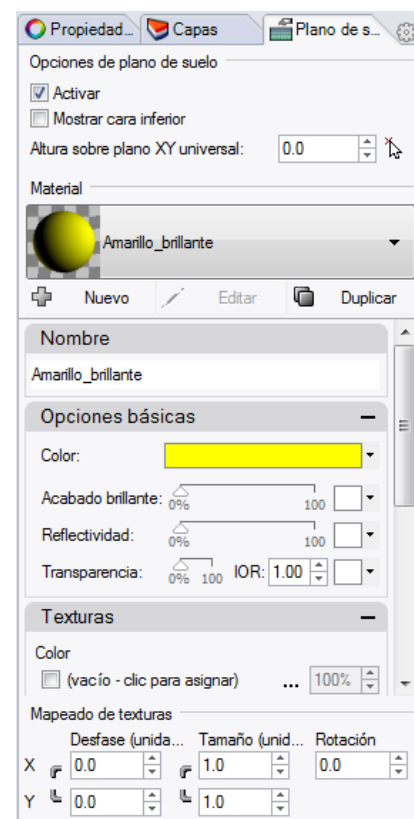 Propiedad... Capas Plano de s...
Opciones de plano de suelo
Activar
Mostrar cara inferior
Altura sobre plano XY universal: 0.0
Material
Amarillo_brillante
Nuevo Editar Duplicar
Nombre
Amarillo_brillante
Opciones básicas
Color:
Acabado brillante: 0% 100
Reflectividad: 0% 100
Transparencia: 0% 100 IOR: 1.00
Texturas
Color
(vacío - clic para asignar) ... 100%
Mapeado de texturas
Desfase (unida... Tamaño (unid... Rotación
X 0.0 1.0 0.0
Y 0.0 1.0